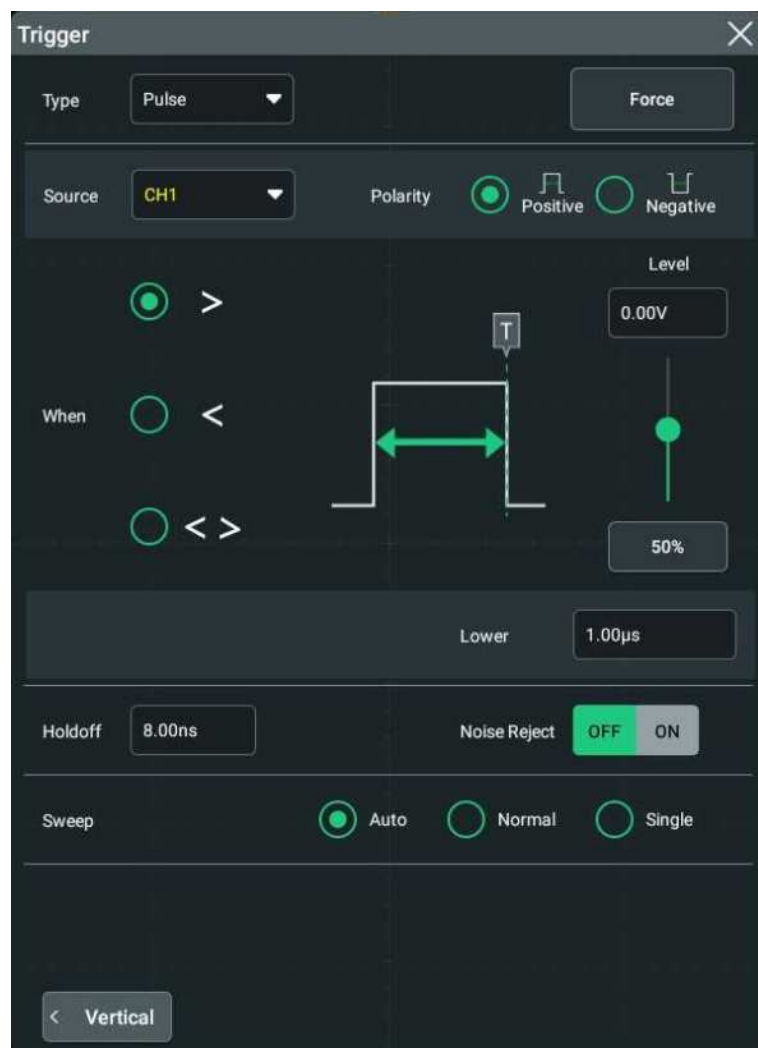 Trigger
Type Pulse Force
Source CH1 Polarity Positive Negative
Level
> 0.00V
T
When <
< > 50%
Lower 1.00μs
Holdoff 8.00ns Noise Reject OFF ON
Sweep Auto Normal Single
< Vertical